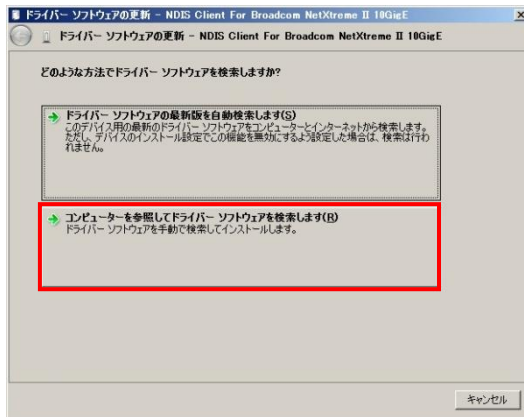 ドライバー ソフトウェアの更新 - NDIS Client For Broadcom NetXtreme II 10GigE
ドライバー ソフトウェアの更新 - NDIS Client For Broadcom NetXtreme II 10GigE
どのような方法でドライバー ソフトウェアを検索しますか?
ドライバー ソフトウェアの最新版を自動検索します(S)
このデバイス用の最新のドライバー ソフトウェアをコンピューターとインターネットから検索します。
ただし、デバイスのインストール設定でこの機能を無効にするよう設定した場合は、検索は行わ
れません。
コンピューターを参照してドライバー ソフトウェアを検索します(R)
ドライバー ソフトウェアを手動で検索してインストールします。
キャンセル